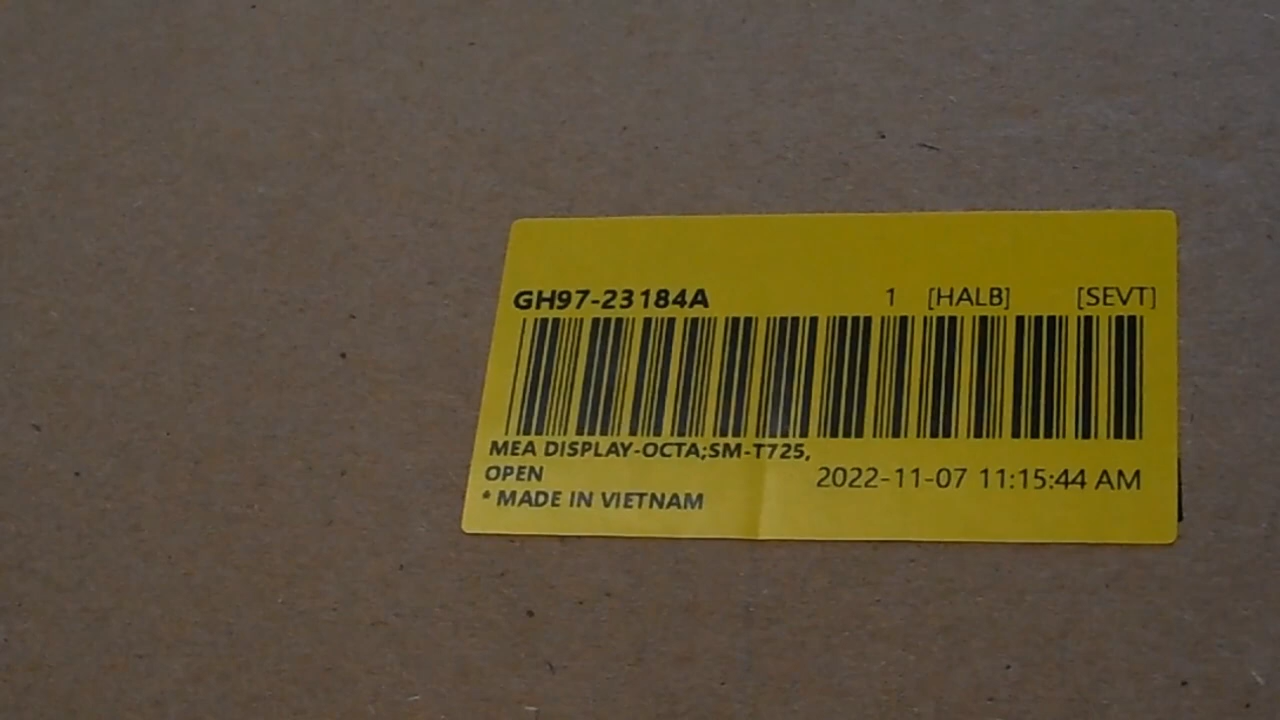 GH97-23184A 1 [HALB] [SEVT]
MEA DISPLAY-OCTA;SM-T725,
OPEN
2022-11-07 11:15:44 AM
* MADE IN VIETNAM